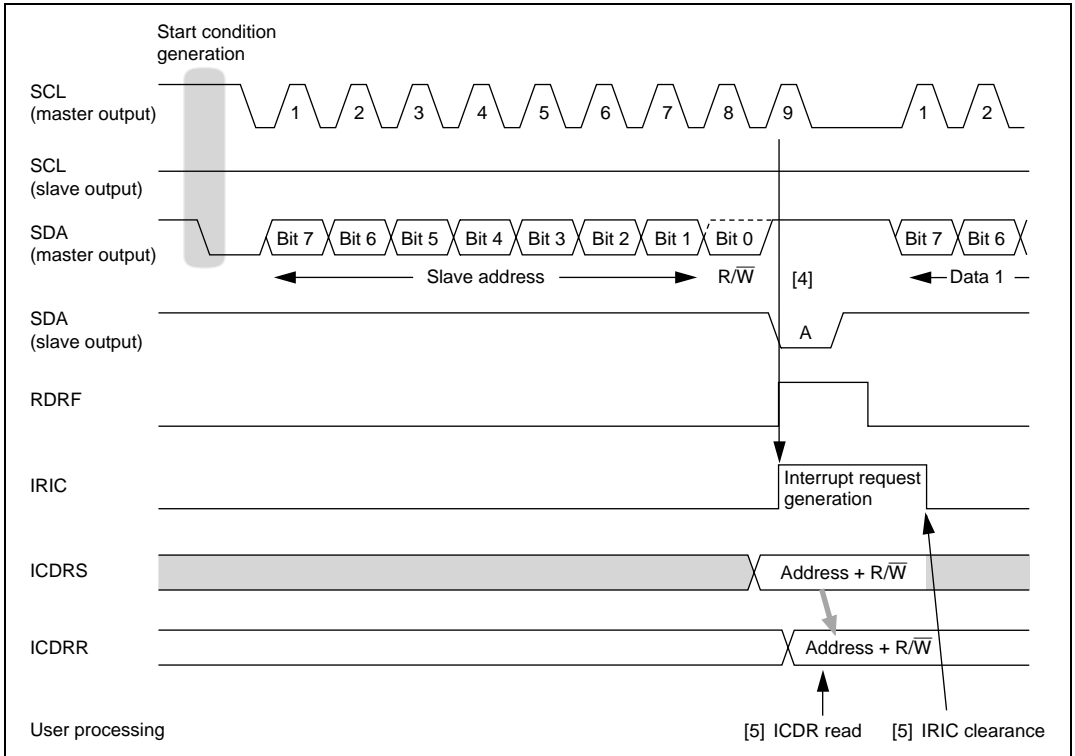 Start condition
generation
SCL
(master output)
1 2 3 4 5 6 7 8 9 1 2
SCL
(slave output)
SDA
(master output)
Bit 7 Bit 6 Bit 5 Bit 4 Bit 3 Bit 2 Bit 1 Bit 0 Bit 7 Bit 6
Slave address R/W̅ [4] Data 1
SDA
(slave output)
A
RDRF
IRIC
Interrupt request
generation
ICDRS
Address + R/W̅
ICDRR
Address + R/W̅
User processing [5] ICDR read [5] IRIC clearance